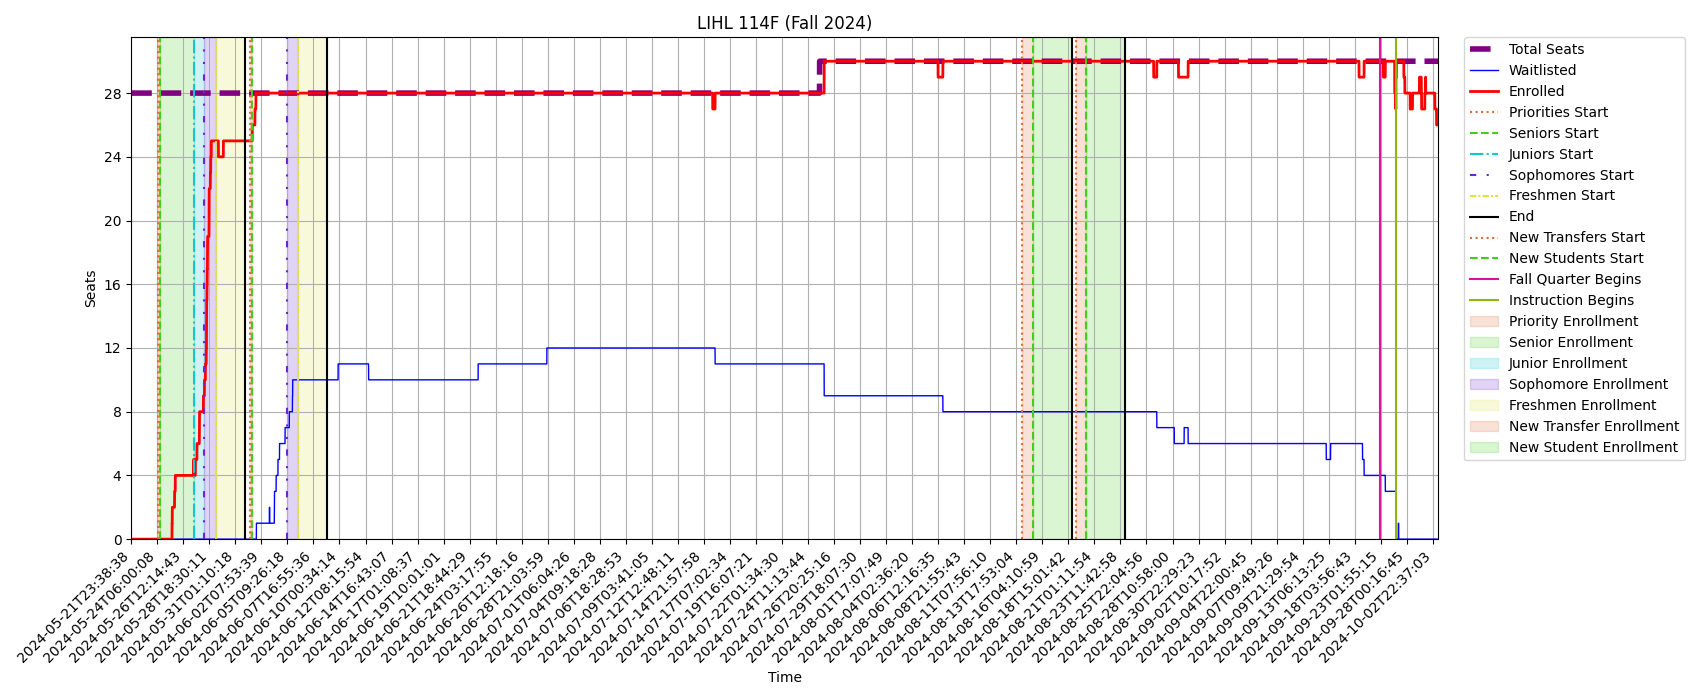 LIHL 114F (Fall 2024)
Seats
28
24
20
16
12
8
4
0
2024-05-21T23:38:38
2024-05-24T06:00:08
2024-05-26T12:14:43
2024-05-28T18:30:11
2024-05-31T01:10:18
2024-06-02T07:53:39
2024-06-05T09:26:18
2024-06-07T16:55:36
2024-06-10T00:34:14
2024-06-12T08:15:54
2024-06-14T16:43:07
2024-06-17T01:08:37
2024-06-19T10:01:01
2024-06-21T18:44:29
2024-06-24T03:17:55
2024-06-26T12:18:16
2024-06-28T21:03:59
2024-07-01T06:04:26
2024-07-04T09:18:28
2024-07-06T18:28:53
2024-07-09T03:41:05
2024-07-12T12:48:11
2024-07-14T21:57:58
2024-07-17T07:02:34
2024-07-19T16:07:21
2024-07-22T01:34:30
2024-07-24T11:13:44
2024-07-26T20:25:16
2024-07-29T18:07:30
2024-08-01T17:07:49
2024-08-04T02:36:20
2024-08-06T12:16:35
2024-08-08T21:55:43
2024-08-11T07:56:10
2024-08-13T17:53:04
2024-08-16T04:10:59
2024-08-18T15:01:42
2024-08-21T01:11:54
2024-08-23T11:42:58
2024-08-25T22:04:56
2024-08-28T10:58:00
2024-08-30T22:29:23
2024-09-02T10:17:52
2024-09-04T22:00:45
2024-09-07T09:49:26
2024-09-09T21:29:54
2024-09-13T06:13:25
2024-09-18T03:56:43
2024-09-23T01:55:15
2024-09-28T00:16:45
2024-10-02T22:37:03
Time
Total Seats
Waitlisted
Enrolled
Priorities Start
Seniors Start
Juniors Start
Sophomores Start
Freshmen Start
End
New Transfers Start
New Students Start
Fall Quarter Begins
Instruction Begins
Priority Enrollment
Senior Enrollment
Junior Enrollment
Sophomore Enrollment
Freshmen Enrollment
New Transfer Enrollment
New Student Enrollment